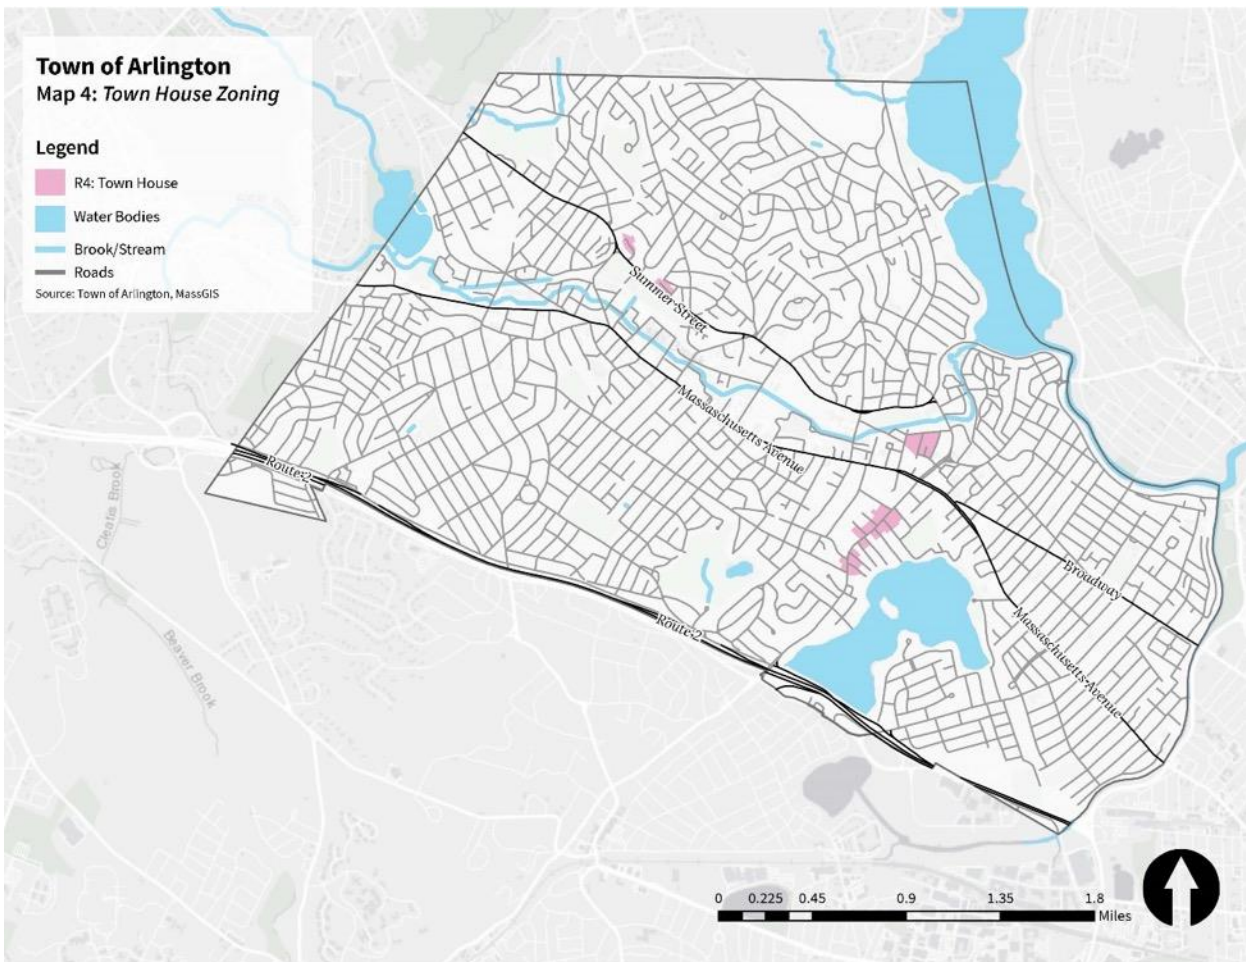 Town of Arlington
Map 4: Town House Zoning
Legend
R4: Town House
Water Bodies
Brook/Stream
Roads
Source: Town of Arlington, MassGIS
Summer Street
Massachusetts Avenue
Route 2
Cleatis Brook
Broadway
Route 2
Massachusetts Avenue
Beaver Brook
0 0.225 0.45 0.9 1.35 1.8
Miles